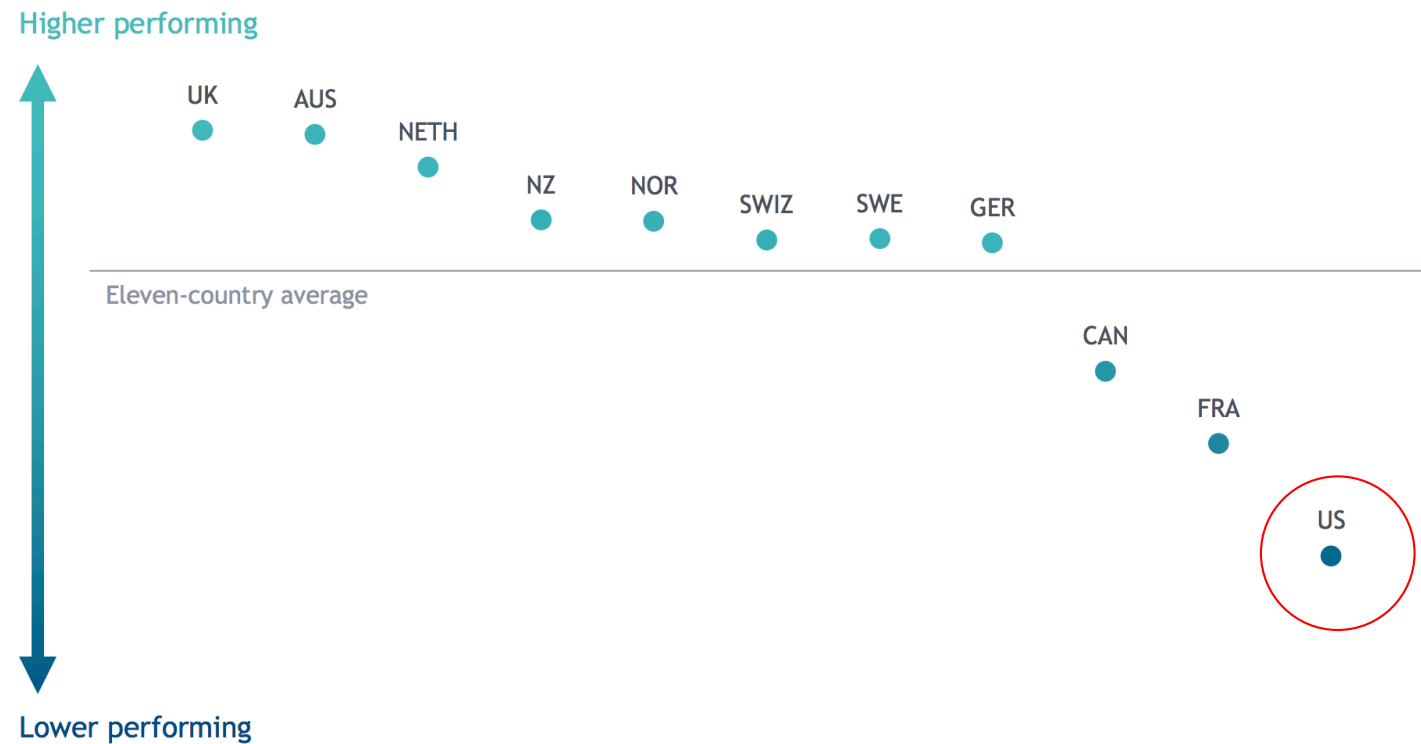 Higher performing
UK
AUS
NETH
NZ
NOR
SWIZ
SWE
GER
Eleven-country average
CAN
FRA
US
Lower performing